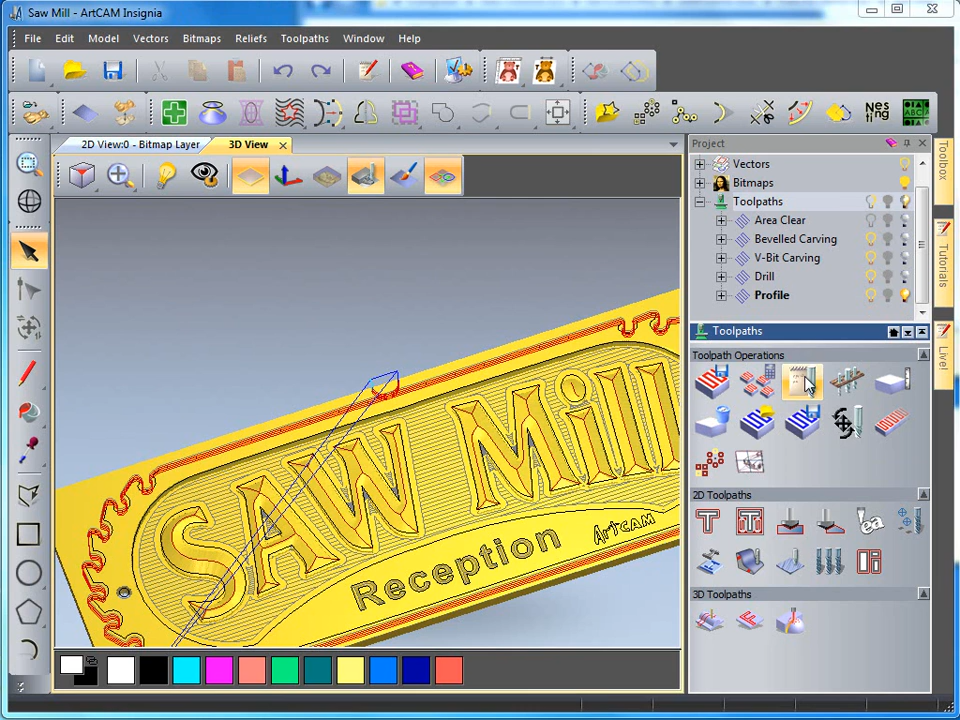 Saw Mill - ArtCAM Insignia
File Edit Model Vectors Bitmaps Reliefs Toolpaths Window Help
Nes
ting
2D View:0 - Bitmap Layer
3D View
Project
Vectors
Bitmaps
Toolpaths
Area Clear
Bevelled Carving
V-Bit Carving
Drill
Profile
Toolpaths
Toolpath Operations
2D Toolpaths
3D Toolpaths
Toolbox
Tutorials
Live!
SAW Mill
Reception
ArtCAM